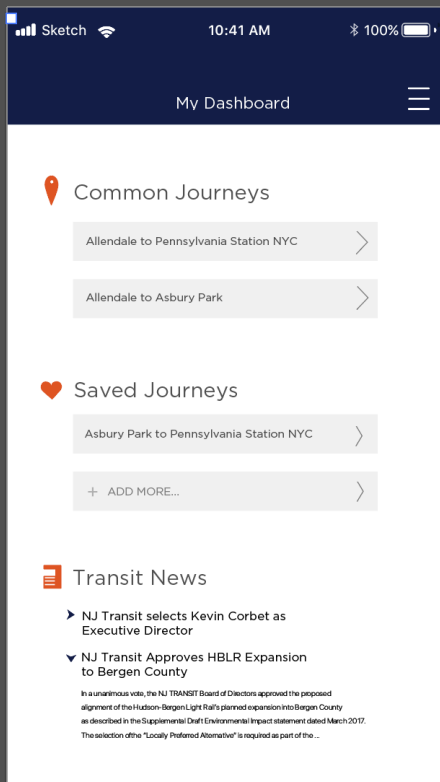 Sketch 10:41 AM 100%
My Dashboard
Common Journeys
Allendale to Pennsylvania Station NYC
Allendale to Asbury Park
Saved Journeys
Asbury Park to Pennsylvania Station NYC
+ ADD MORE...
Transit News
NJ Transit selects Kevin Corbet as
Executive Director
NJ Transit Approves HBLR Expansion
to Bergen County
In a unanimous vote, the NJ TRANSIT Board of Directors approved the proposed
alignment of the Hudson-Bergen Light Rail's planned expansion into Bergen County
as described in the Supplemental Draft Environmental Impact statement dated March 2017.
The selection ofthe "Locally Preferred Alternative" is required as part of the ...